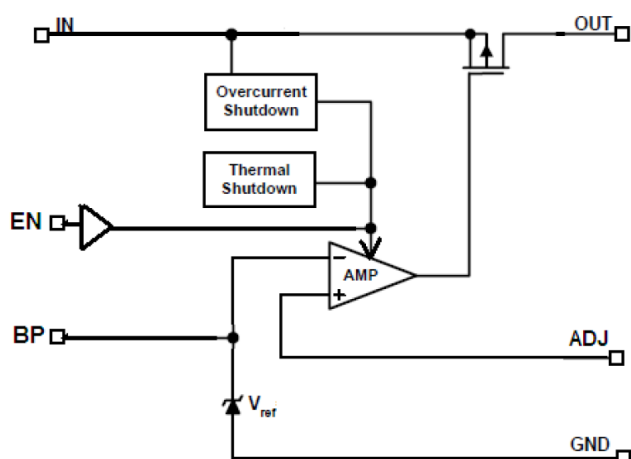 IN
OUT
Overcurrent
Shutdown
Thermal
Shutdown
EN
−
AMP
+
BP
ADJ
Vref
GND